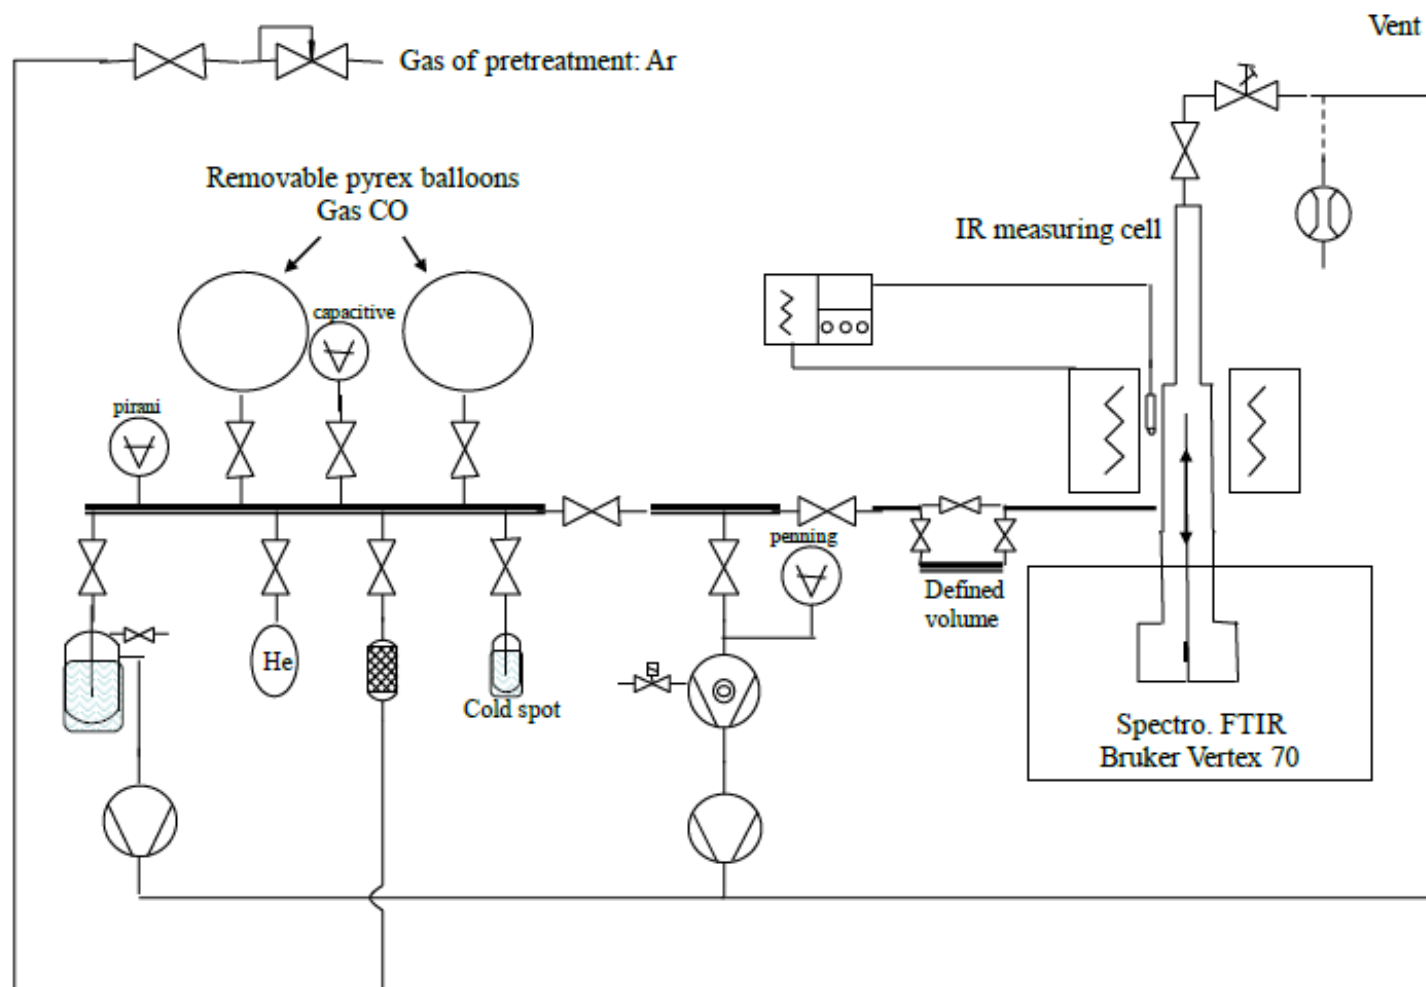 Vent
Gas of pretreatment: Ar
Removable pyrex balloons
Gas CO
IR measuring cell
capacitive
pirani
penning
Defined
volume
He
Cold spot
Spectro. FTIR
Bruker Vertex 70